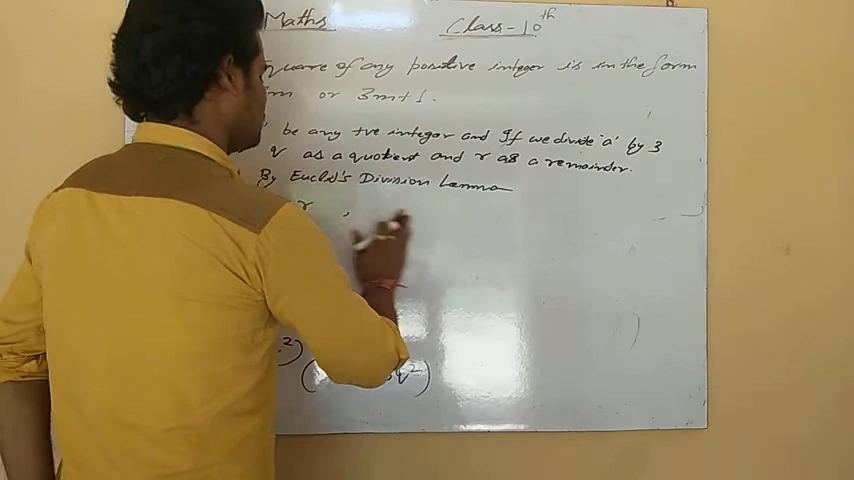 Maths Class-10th
quare of any positive integer is in the form
m or 3m+1.
be any +ve integer and If we divide 'a' by 3
q as a quotient and r as a remainder.
By Euclid's Division Lemma
r ,